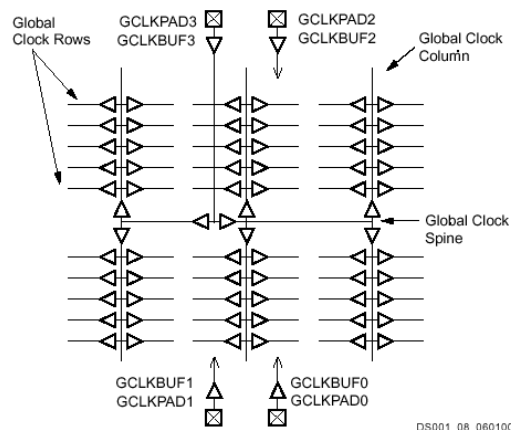 Global
Clock Rows
GCLKPAD3
GCLKBUF3
GCLKPAD2
GCLKBUF2
Global Clock
Column
Global Clock
Spine
GCLKBUF1
GCLKPAD1
GCLKBUF0
GCLKPAD0
DS001_08_060100